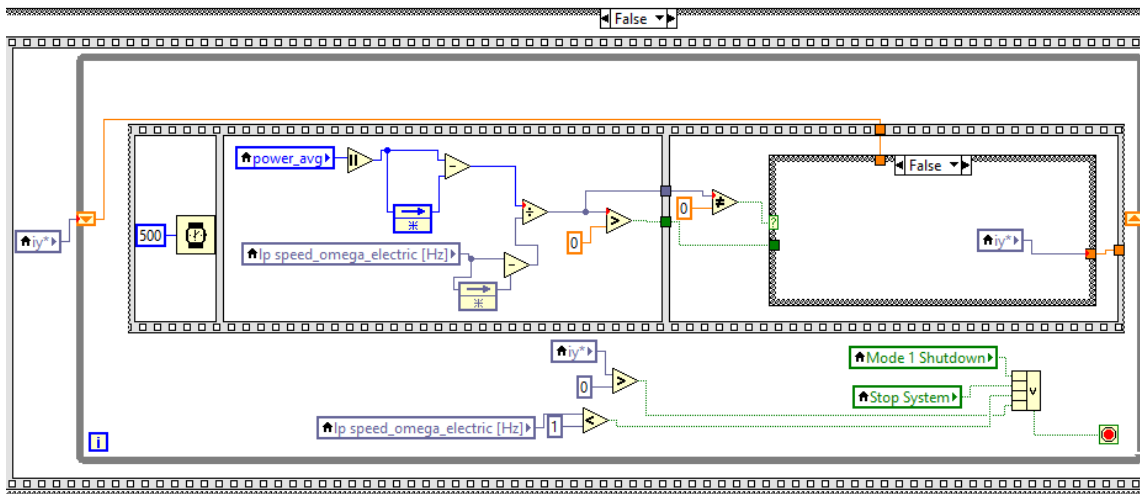 False
power_avg
False
500
0
0
iy*
iy*
lp speed_omega_electric [Hz]
iy*
0
Mode 1 Shutdown
Stop System
lp speed_omega_electric [Hz]
1
i